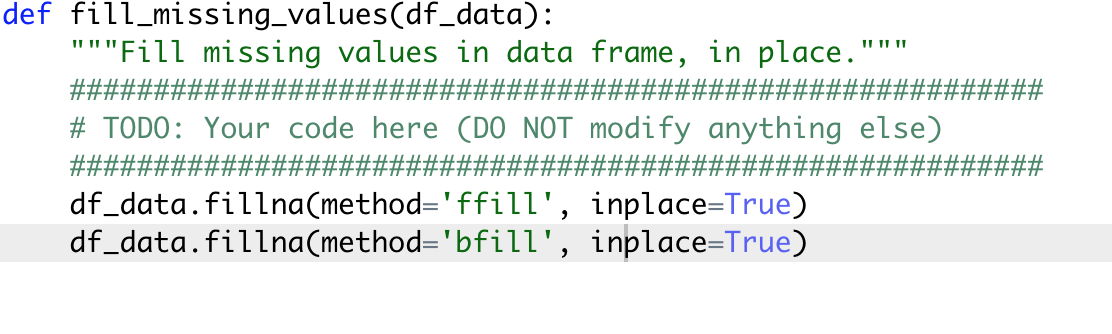 def fill_missing_values(df_data):
    """Fill missing values in data frame, in place."""
    ##########################################################
    # TODO: Your code here (DO NOT modify anything else)
    ##########################################################
    df_data.fillna(method='ffill', inplace=True)
    df_data.fillna(method='bfill', inplace=True)